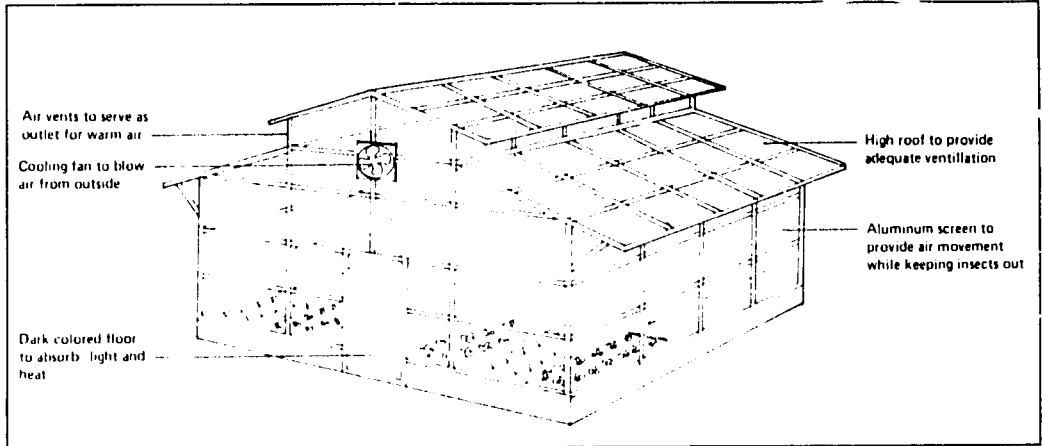 Air vents to serve as
outlet for warm air
Cooling fan to blow
air from outside
Dark colored floor
to absorb light and
heat
High roof to provide
adequate ventillation
Aluminum screen to
provide air movement
while keeping insects out